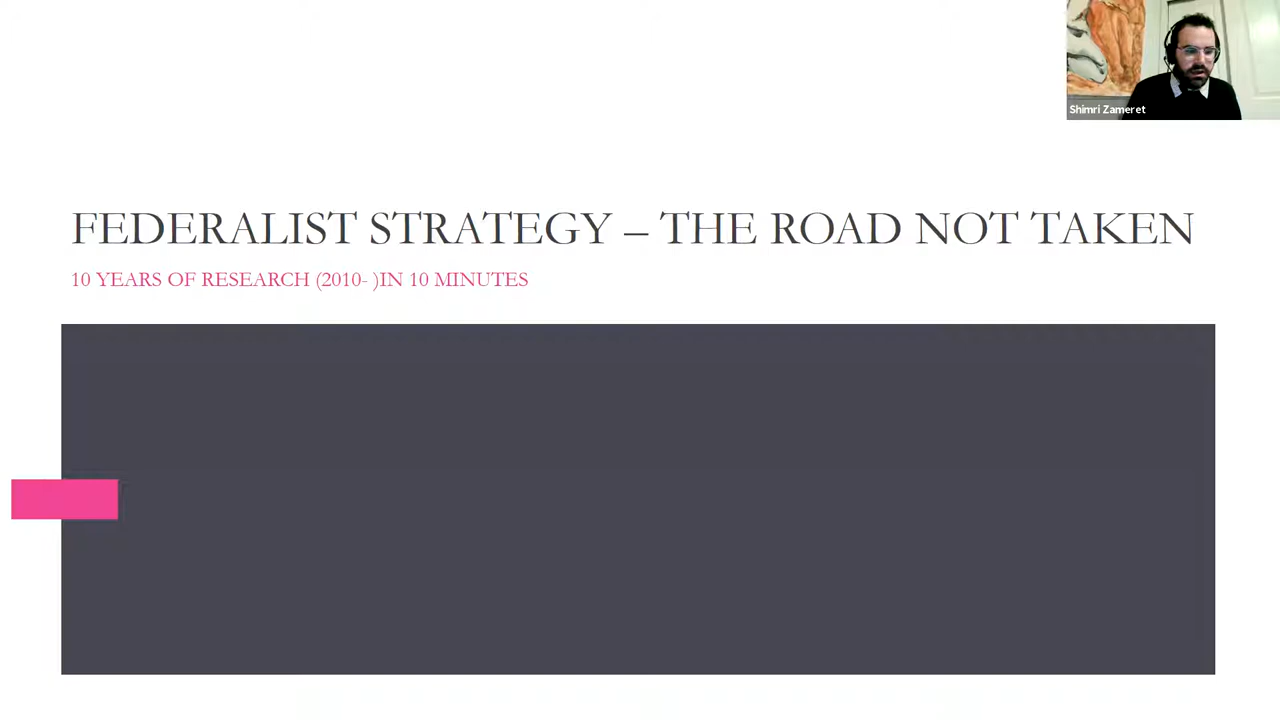 Shimri Zameret
FEDERALIST STRATEGY – THE ROAD NOT TAKEN
10 YEARS OF RESEARCH (2010- )IN 10 MINUTES